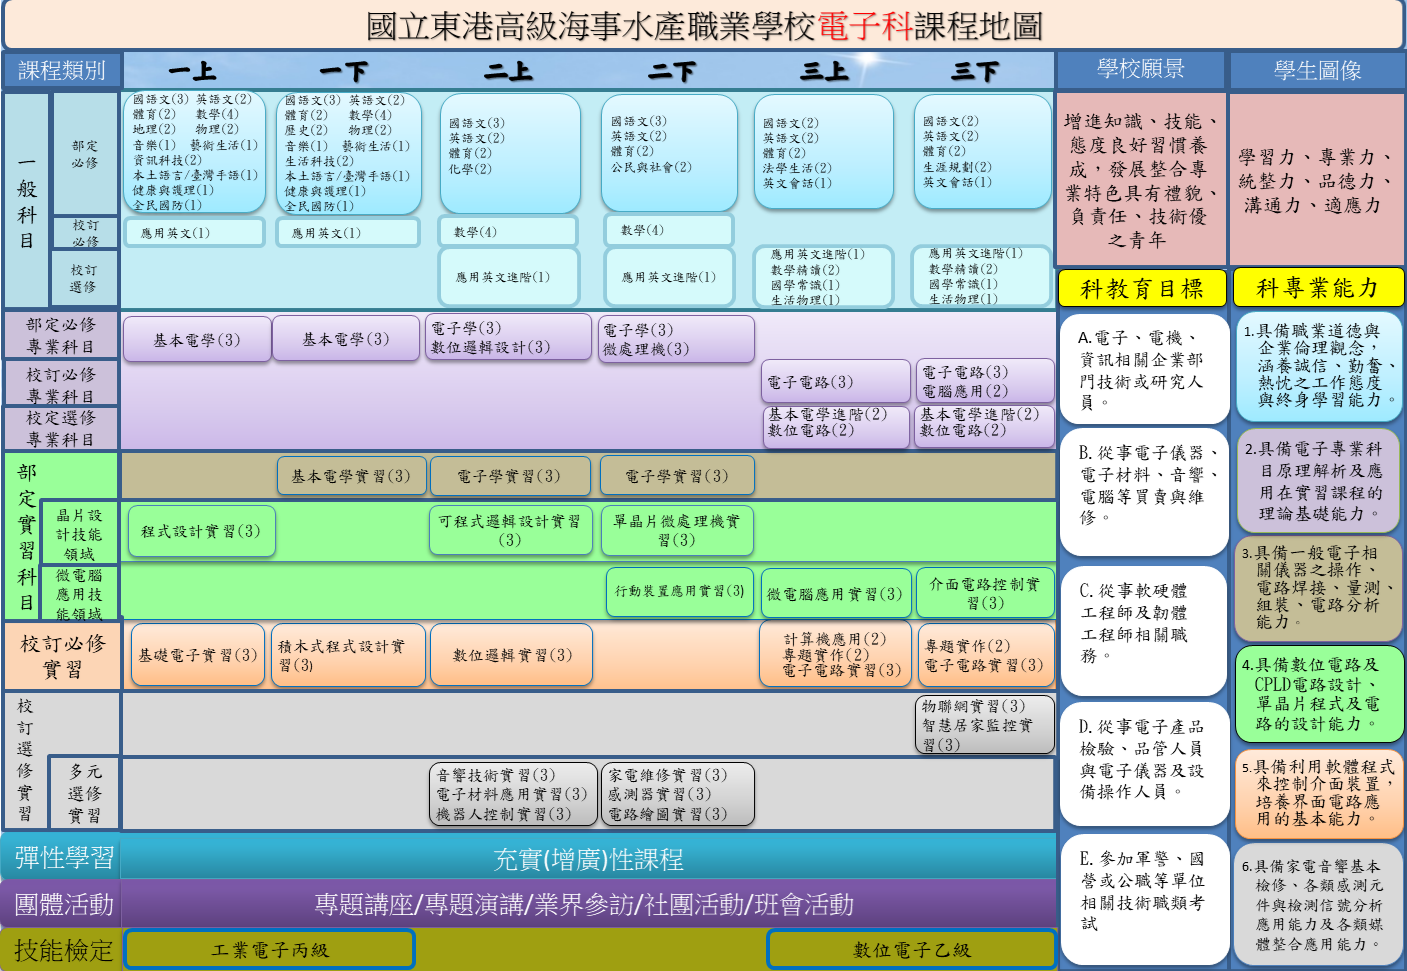 國立東港高級海事水產職業學校電子科課程地圖
課程類別
一上
一下
二上
二下
三上
三下
學校願景
學生圖像
一般科目
部定
必修
國語文(3) 英語文(2)
體育(2) 數學(4)
地理(2) 物理(2)
音樂(1) 藝術生活(1)
資訊科技(2)
本土語言/臺灣手語(1)
健康與護理(1)
全民國防(1)
國語文(3) 英語文(2)
體育(2) 數學(4)
歷史(2) 物理(2)
音樂(1) 藝術生活(1)
生活科技(2)
本土語言/臺灣手語(1)
健康與護理(1)
全民國防(1)
國語文(3)
英語文(2)
體育(2)
化學(2)
國語文(3)
英語文(2)
體育(2)
公民與社會(2)
國語文(2)
英語文(2)
體育(2)
法學生活(2)
英文會話(1)
國語文(2)
英語文(2)
體育(2)
生涯規劃(2)
英文會話(1)
校訂
必修
應用英文(1)
應用英文(1)
數學(4)
數學(4)
校訂
選修
應用英文進階(1)
應用英文進階(1)
應用英文進階(1)
數學精讀(2)
國學常識(1)
生活物理(1)
應用英文進階(1)
數學精讀(2)
國學常識(1)
生活物理(1)
部定必修
專業科目
基本電學(3)
基本電學(3)
電子學(3)
數位邏輯設計(3)
電子學(3)
微處理機(3)
校訂必修
專業科目
電子電路(3)
電子電路(3)
電腦應用(2)
校定選修
專業科目
基本電學進階(2)
數位電路(2)
基本電學進階(2)
數位電路(2)
部定實習科目
基本電學實習(3)
電子學實習(3)
電子學實習(3)
晶片設
計技能
領域
程式設計實習(3)
可程式邏輯設計實習
(3)
單晶片微處理機實
習(3)
微電腦
應用技
能領域
行動裝置應用實習(3)
微電腦應用實習(3)
介面電路控制實
習(3)
校訂必修
實習
基礎電子實習(3)
積木式程式設計實
習(3)
數位邏輯實習(3)
計算機應用(2)
專題實作(2)
電子電路實習(3)
專題實作(2)
電子電路實習(3)
校訂選修實習
物聯網實習(3)
智慧居家監控實
習(3)
多元
選修
實習
音響技術實習(3)
電子材料應用實習(3)
機器人控制實習(3)
家電維修實習(3)
感測器實習(3)
電路繪圖實習(3)
彈性學習
充實(增廣)性課程
團體活動
專題講座/專題演講/業界參訪/社團活動/班會活動
技能檢定
工業電子丙級
數位電子乙級
增進知識、技能、
態度良好習慣養
成，發展整合專
業特色具有禮貌、
負責任、技術優
之青年
學習力、專業力、
統整力、品德力、
溝通力、適應力
科教育目標
A.電子、電機、
資訊相關企業部
門技術或研究人
員。
B.從事電子儀器、
電子材料、音響、
電腦等買賣與維
修。
C.從事軟硬體
工程師及韌體
工程師相關職
務。
D.從事電子產品
檢驗、品管人員
與電子儀器及設
備操作人員。
E.參加軍警、國
營或公職等單位
相關技術職類考
試
科專業能力
1.具備職業道德與
企業倫理觀念，
涵養誠信、勤奮、
熱忱之工作態度
與終身學習能力。
2.具備電子專業科
目原理解析及應
用在實習課程的
理論基礎能力。
3.具備一般電子相
關儀器之操作、
電路焊接、量測、
組裝、電路分析
能力。
4.具備數位電路及
CPLD電路設計、
單晶片程式及電
路的設計能力。
5.具備利用軟體程式
來控制介面裝置，
培養界面電路應
用的基本能力。
6.具備家電音響基本
檢修、各類感測元
件與檢測信號分析
應用能力及各類媒
體整合應用能力。